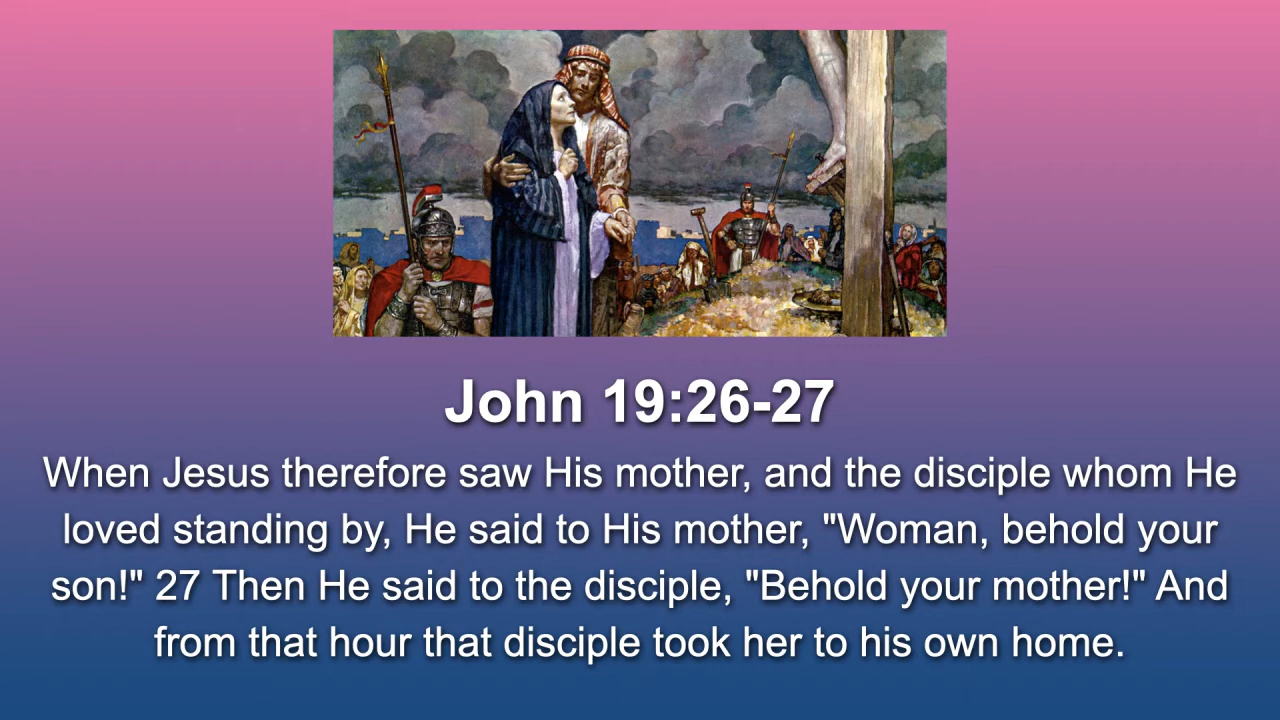 John 19:26-27
When Jesus therefore saw His mother, and the disciple whom He
loved standing by, He said to His mother, "Woman, behold your
son!" 27 Then He said to the disciple, "Behold your mother!" And
from that hour that disciple took her to his own home.